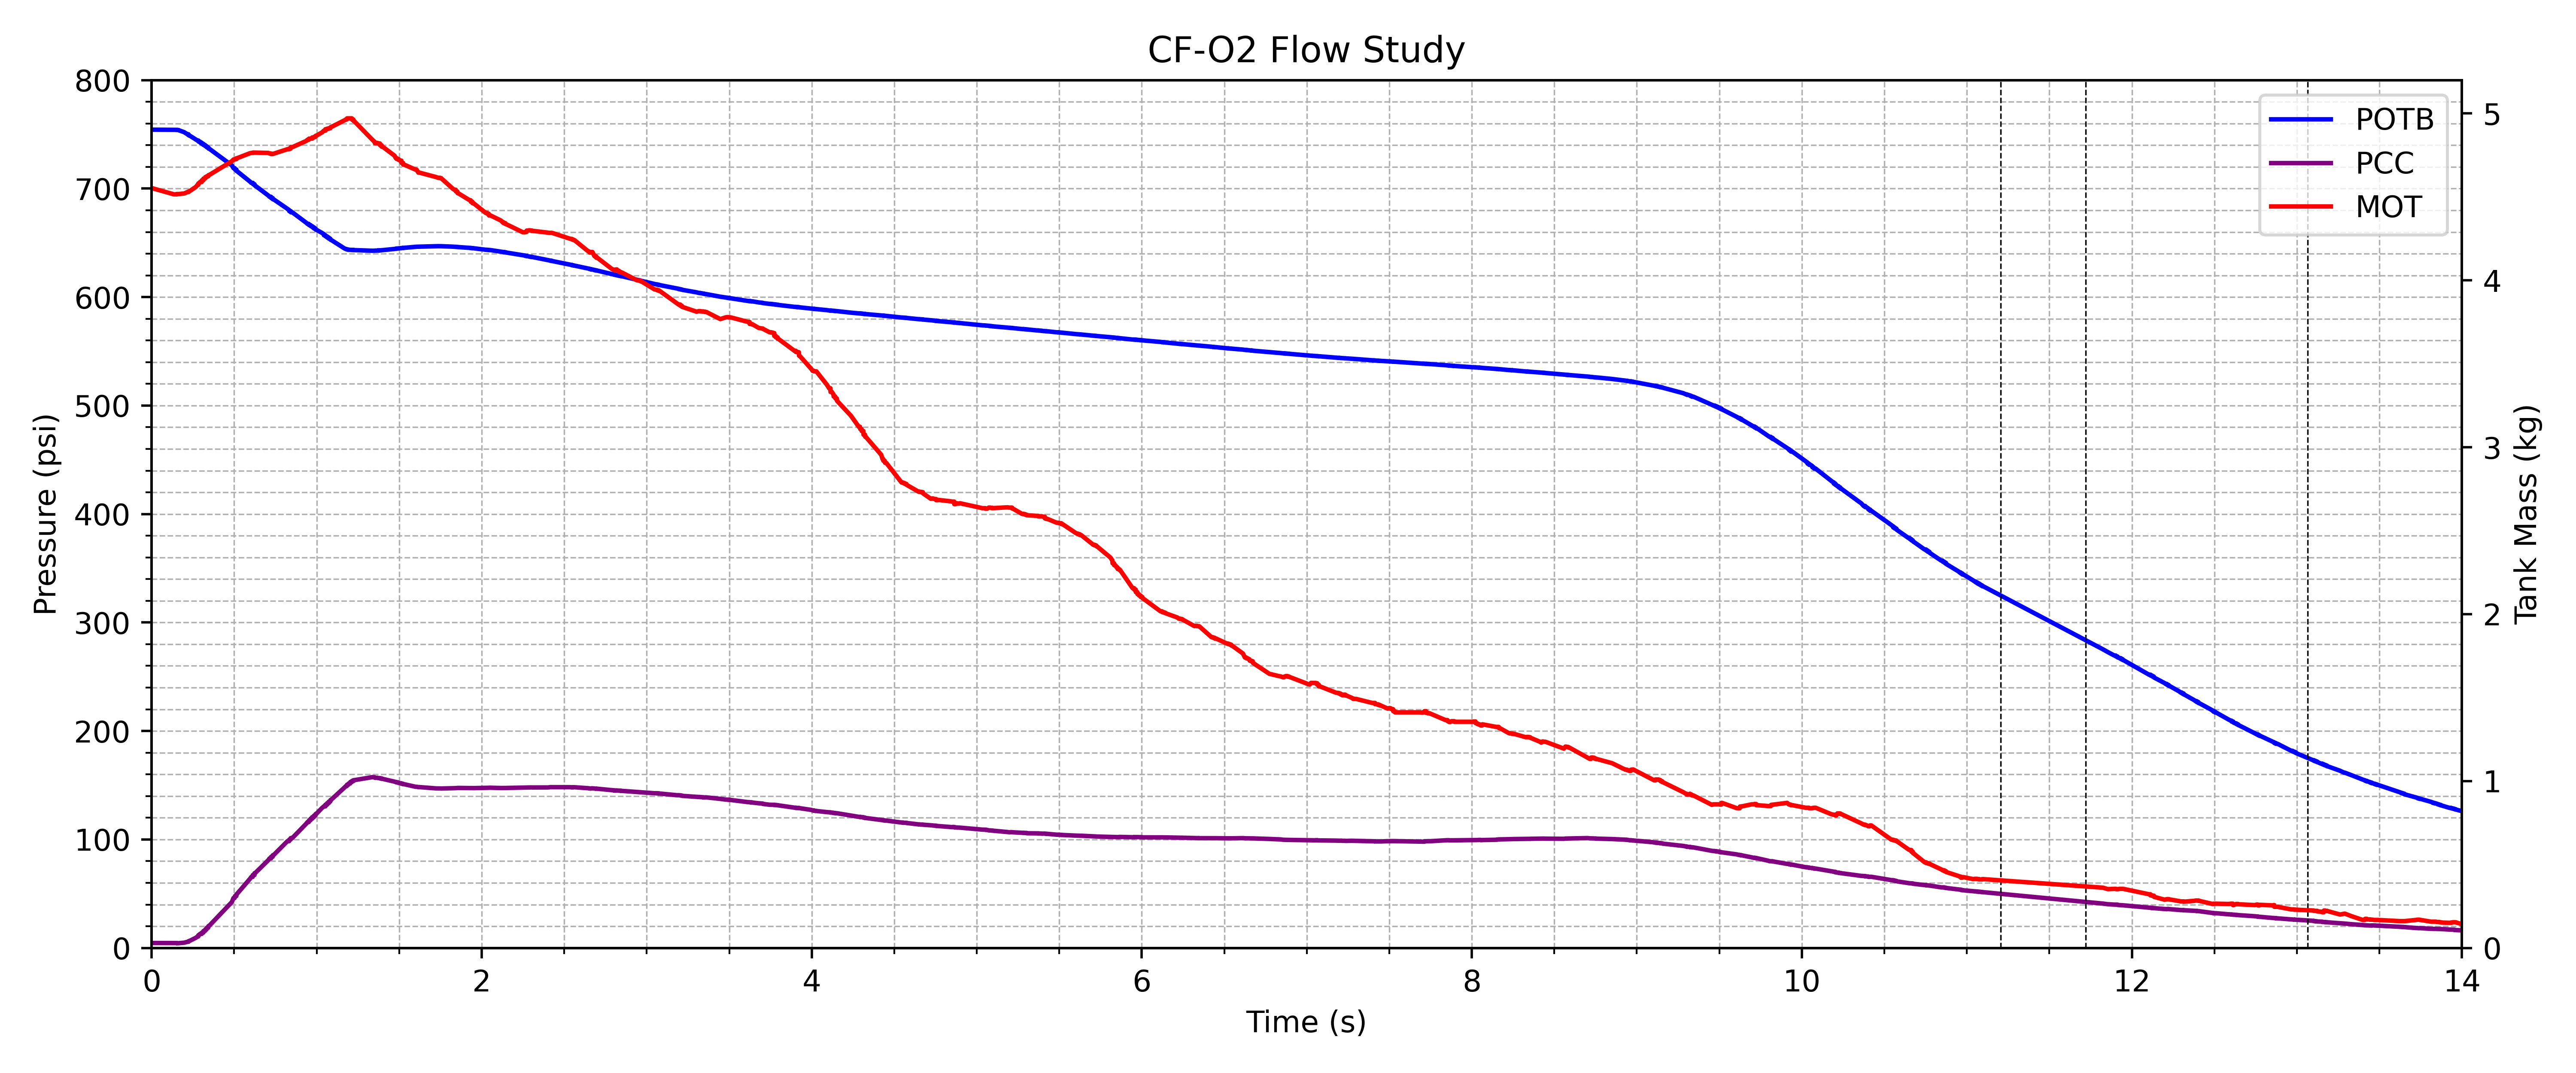 CF-O2 Flow Study
800
700
600
500
400
300
200
100
0
Pressure (psi)
0 2 4 6 8 10 12 14
Time (s)
5
4
3
2
1
0
Tank Mass (kg)
POTB
PCC
MOT